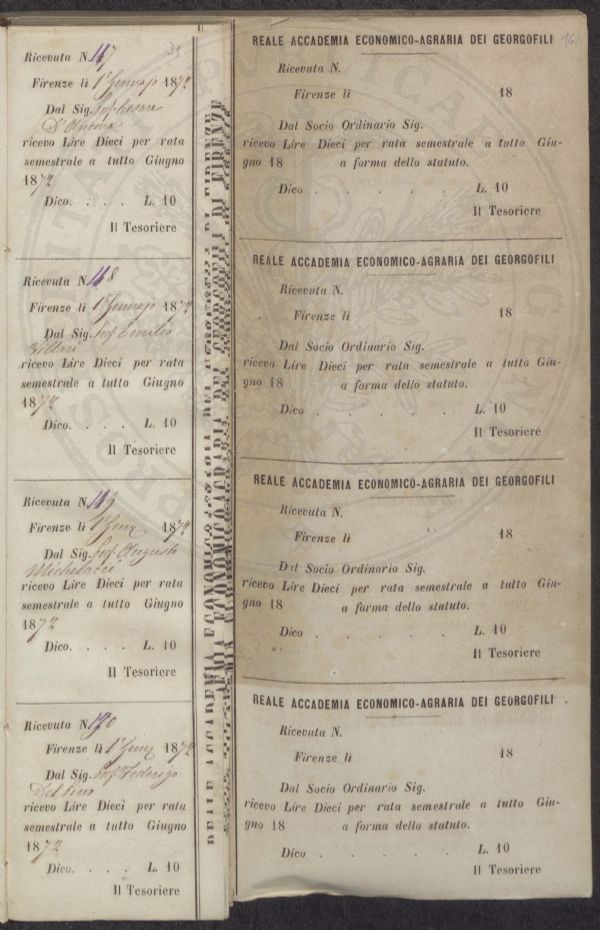 39
Ricevuta N. 117
Firenze li 1° Gennajo 1872
Dal Sig. Prof. Cesare
D'Ancona
ricevo Lire Dieci per rata
semestrale a tutto Giugno
1872
Dico. . . . L. 10
Il Tesoriere
Ricevuta N. 118
Firenze li 1° Gennajo 1872
Dal Sig. Prof. Emilio
ricevo Lire Dieci per rata
semestrale a tutto Giugno
1872
Dico. . . . L. 10
Il Tesoriere
Ricevuta N. 119
Firenze li 1° Genn 1872
Dal Sig. Prof. Augusto
Michelacci
ricevo Lire Dieci per rata
semestrale a tutto Giugno
1872
Dico. . . . L. 10
Il Tesoriere
Ricevuta N. 120
Firenze li 1° Genn 1872
Dal Sig. Prof. Federigo
Del Pino
ricevo Lire Dieci per rata
semestrale a tutto Giugno
1872
Dico. . . . L. 10
Il Tesoriere
REALE ACCADEMIA ECONOMICO-AGRARIA DEI GEORGOFILI DI FIRENZE
REALE ACCADEMIA ECONOMICO-AGRARIA DEI GEORGOFILI
Ricevuta N.
Firenze li 18
Dal Socio Ordinario Sig.
ricevo Lire Dieci per rata semestrale a tutto Giu-
gno 18 a forma dello statuto.
Dico . . . . L. 10
Il Tesoriere
REALE ACCADEMIA ECONOMICO-AGRARIA DEI GEORGOFILI
Ricevuta N.
Firenze li 18
Dal Socio Ordinario Sig.
ricevo Lire Dieci per rata semestrale a tutto Giu-
gno 18 a forma dello statuto.
Dico . . . . L. 10
Il Tesoriere
REALE ACCADEMIA ECONOMICO-AGRARIA DEI GEORGOFILI
Ricevuta N.
Firenze li 18
Dal Socio Ordinario Sig.
ricevo Lire Dieci per rata semestrale a tutto Giu-
gno 18 a forma dello statuto.
Dico . . . . L. 10
Il Tesoriere
REALE ACCADEMIA ECONOMICO-AGRARIA DEI GEORGOFILI
Ricevuta N.
Firenze li 18
Dal Socio Ordinario Sig.
ricevo Lire Dieci per rata semestrale a tutto Giu-
gno 18 a forma dello statuto.
Dico . . . . L. 10
Il Tesoriere